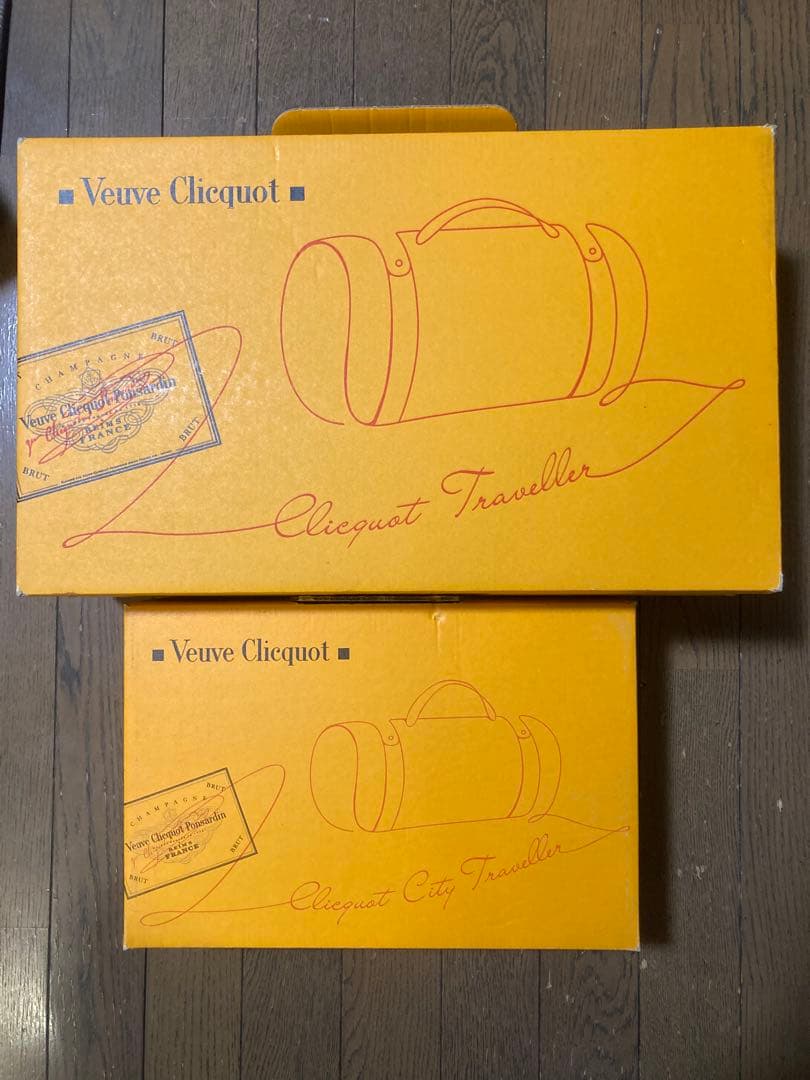 Veuve Clicquot
BRUT
CHAMPAGNE
Veuve Clicquot Ponsardin
REIMS
FRANCE
BRUT
BRUT
Clicquot Traveller
Veuve Clicquot
BRUT
CHAMPAGNE
Veuve Clicquot Ponsardin
REIMS
FRANCE
BRUT
BRUT
Clicquot City Traveller